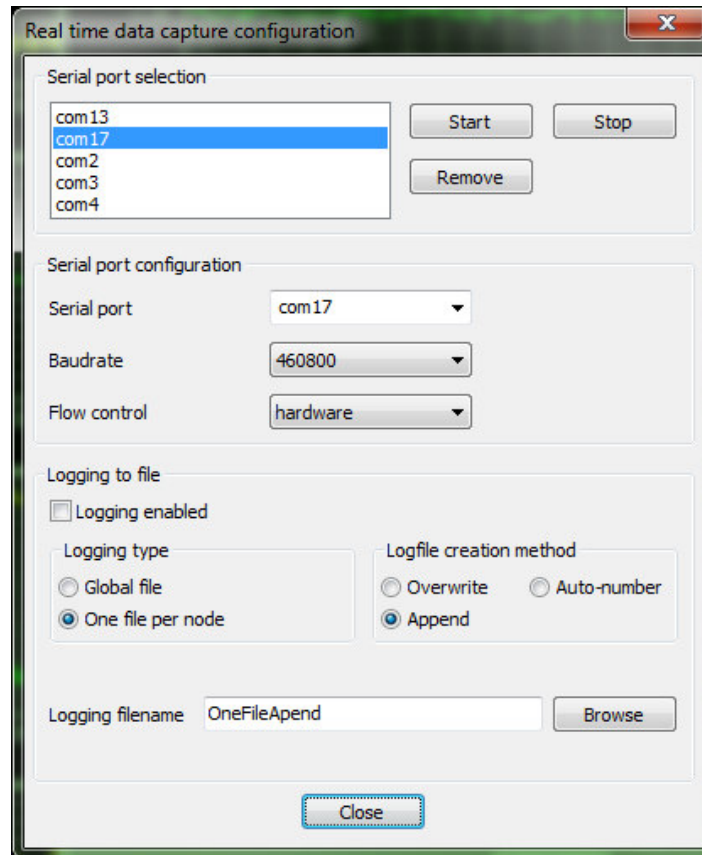 Real time data capture configuration
Serial port selection
com13
com17
com2
com3
com4
Start
Stop
Remove
Serial port configuration
Serial port
com17
Baudrate
460800
Flow control
hardware
Logging to file
Logging enabled
Logging type
Global file
One file per node
Logfile creation method
Overwrite
Auto-number
Append
Logging filename
OneFileApend
Browse
Close